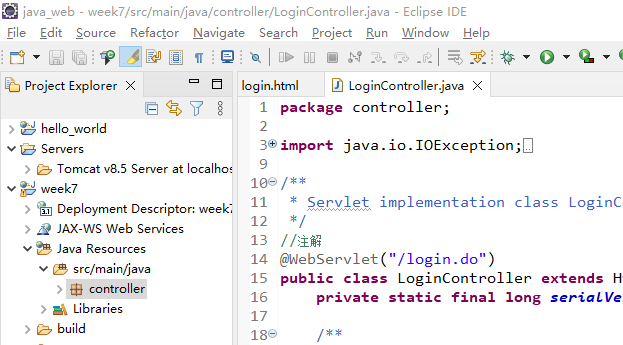 java_web - week7/src/main/java/controller/LoginController.java - Eclipse IDE
File Edit Source Refactor Navigate Search Project Run Window Help
Project Explorer
hello_world
Servers
Tomcat v8.5 Server at localhos
week7
3.1 Deployment Descriptor: week7
JAX-WS Web Services
Java Resources
src/main/java
controller
Libraries
build
login.html
LoginController.java
1 package controller;
2
3 import java.io.IOException;
9
10 /**
11 * Servlet implementation class LoginC
12 */
13 //注解
14 @WebServlet("/login.do")
15 public class LoginController extends H
16 private static final long serialVe
17
18 /**